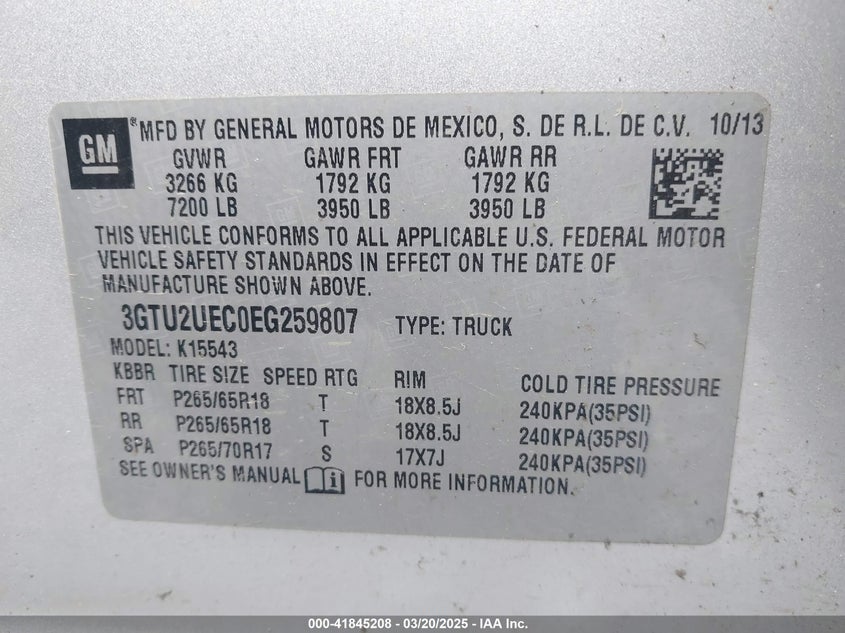 GM
®MFD BY GENERAL MOTORS DE MEXICO, S. DE R.L. DE C.V. 10/13
GVWR GAWR FRT GAWR RR
3266 KG 1792 KG 1792 KG
7200 LB 3950 LB 3950 LB
THIS VEHICLE CONFORMS TO ALL APPLICABLE U.S. FEDERAL MOTOR
VEHICLE SAFETY STANDARDS IN EFFECT ON THE DATE OF
MANUFACTURE SHOWN ABOVE.
3GTU2UEC0EG259807 TYPE: TRUCK
MODEL: K15543
KBBR TIRE SIZE SPEED RTG RIM COLD TIRE PRESSURE
FRT P265/65R18 T 18X8.5J 240KPA(35PSI)
RR P265/65R18 T 18X8.5J 240KPA(35PSI)
SPA P265/70R17 S 17X7J 240KPA(35PSI)
SEE OWNER'S MANUAL i FOR MORE INFORMATION.
000-41845208 - 03/20/2025 - IAA Inc.